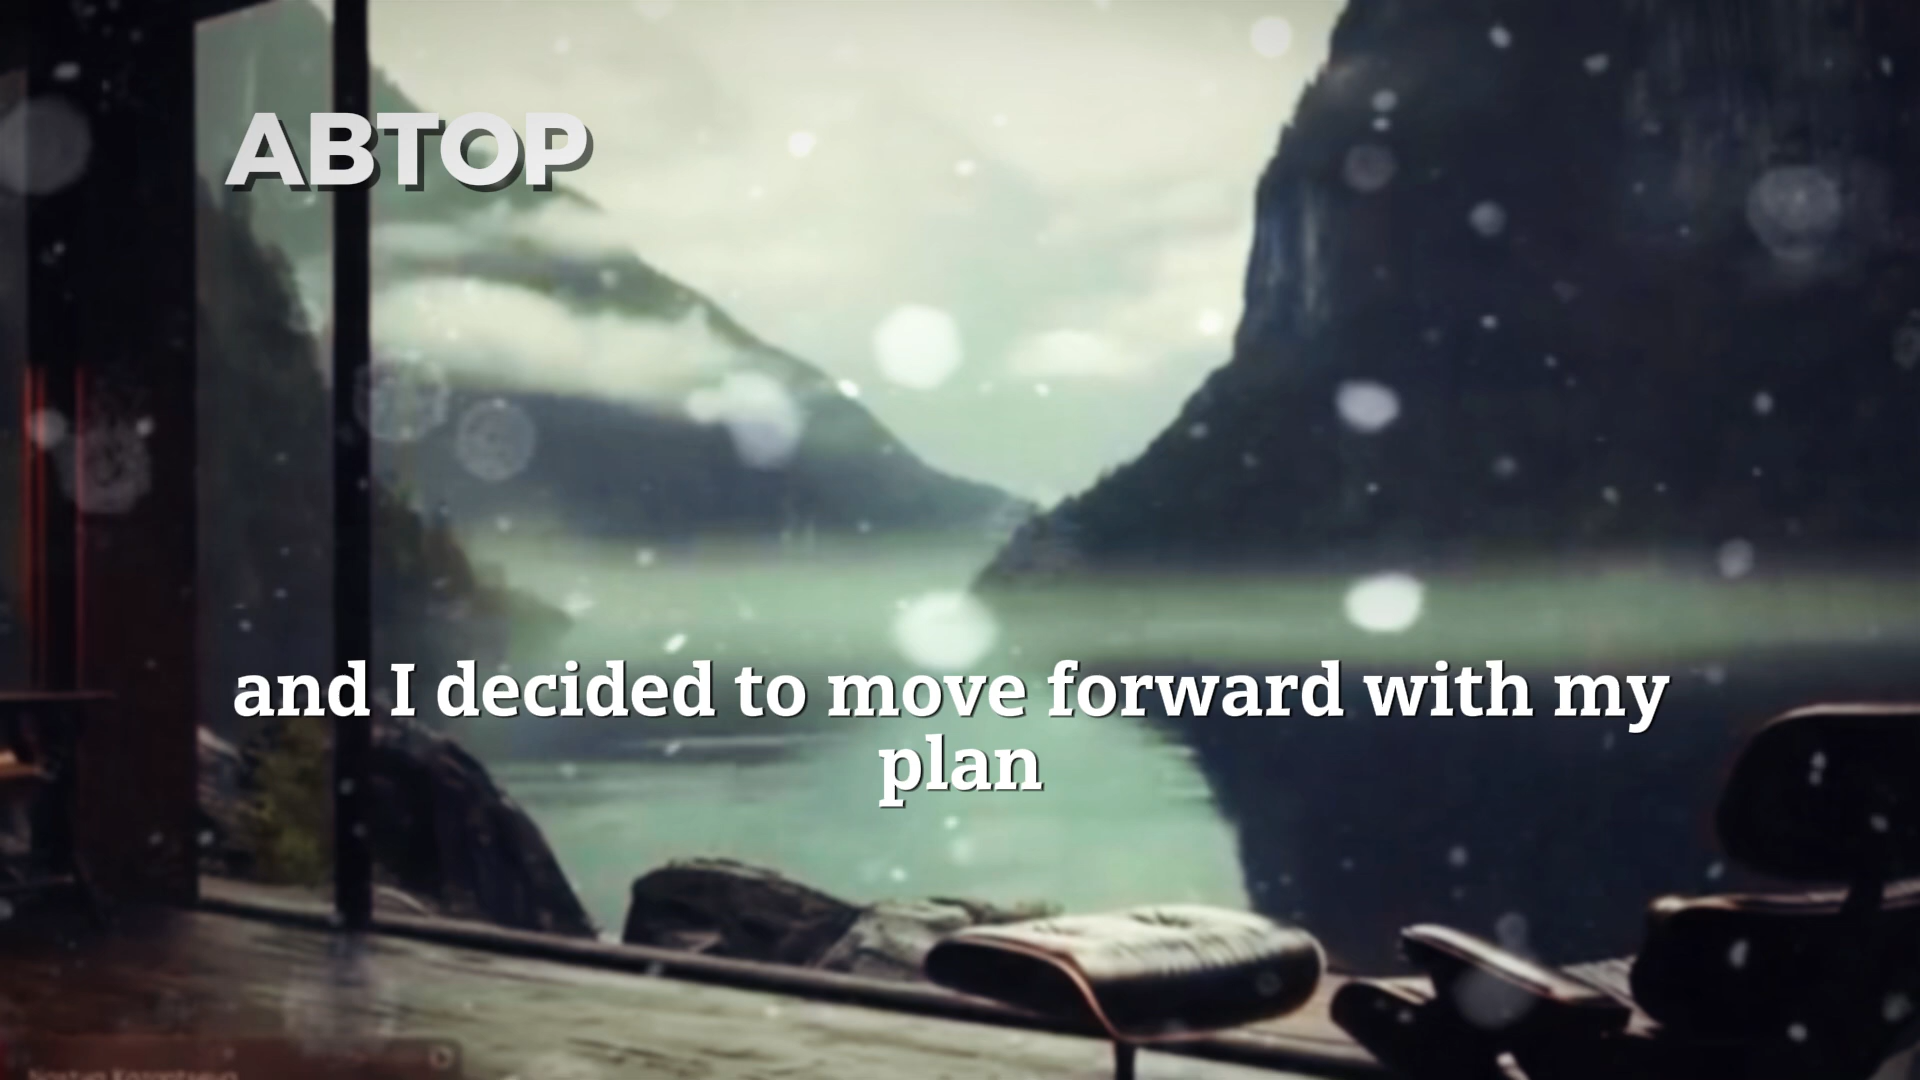 АВТОР
and I decided to move forward with my
plan